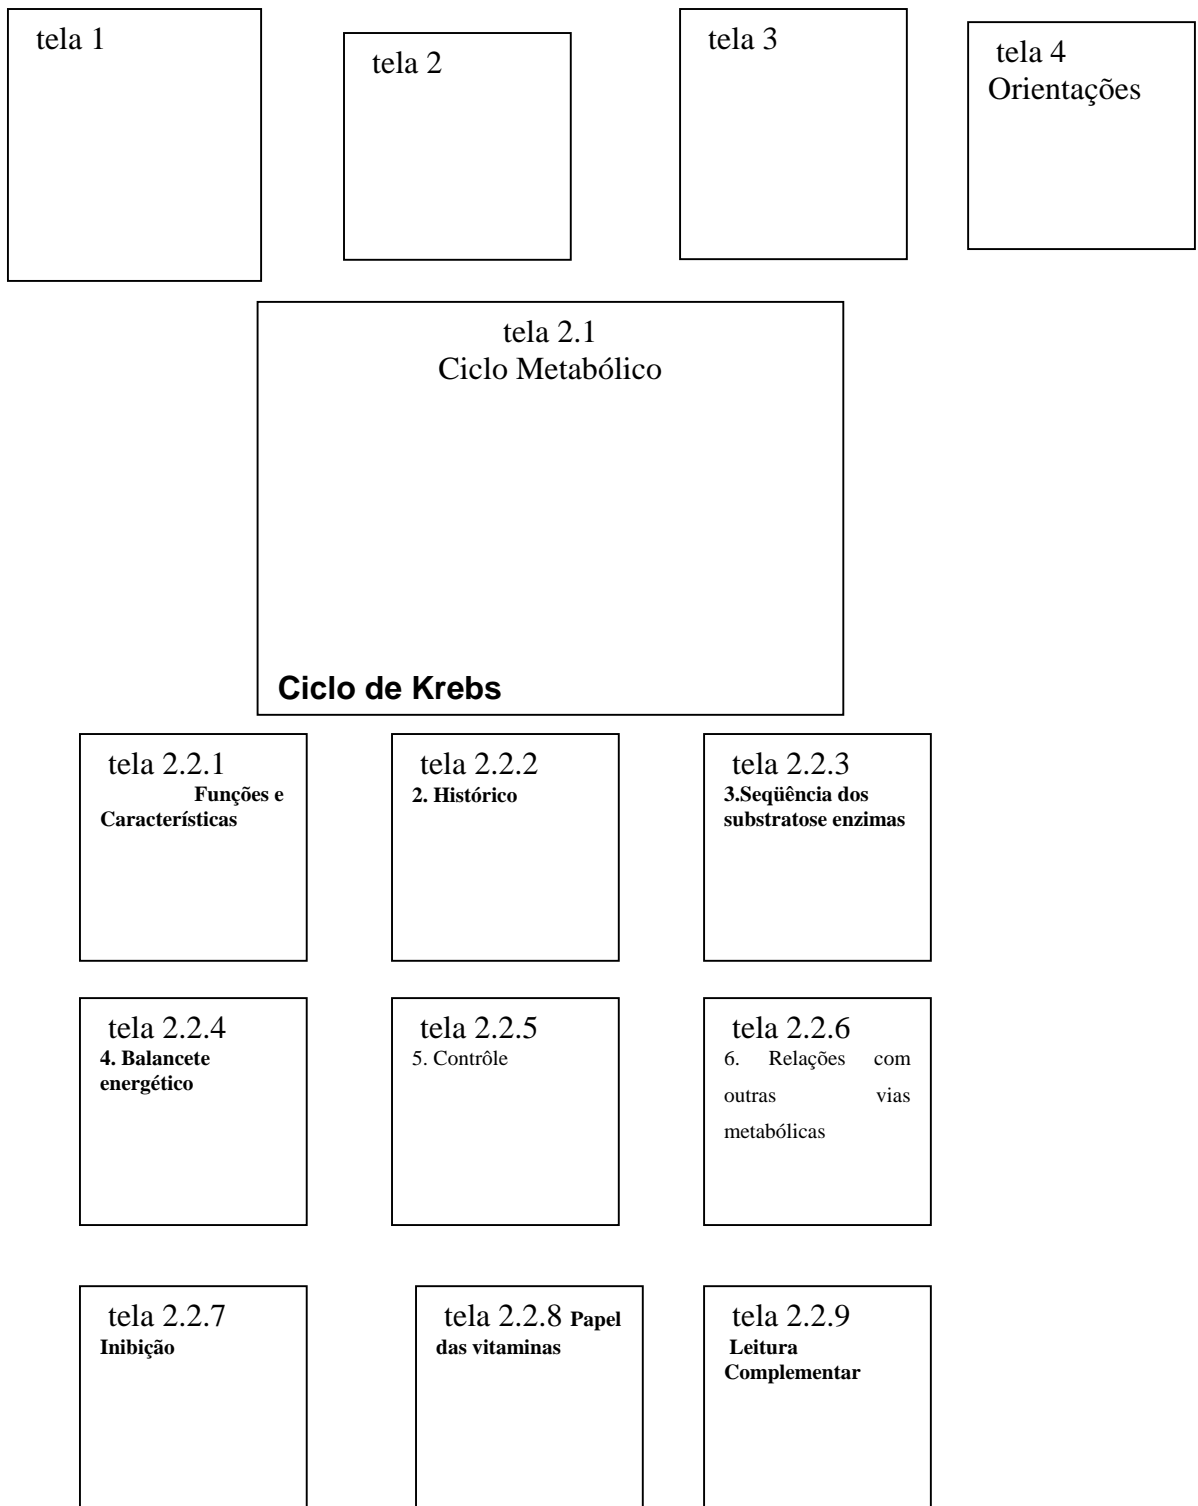 tela 1
tela 2
tela 3
tela 4
Orientações
tela 2.1
Ciclo Metabólico
Ciclo de Krebs
tela 2.2.1
Funções e
Características
tela 2.2.2
2. Histórico
tela 2.2.3
3.Seqüência dos
substratose enzimas
tela 2.2.4
4. Balancete
energético
tela 2.2.5
5. Contrôle
tela 2.2.6
6. Relações com
outras vias
metabólicas
tela 2.2.7
Inibição
tela 2.2.8 Papel
das vitaminas
tela 2.2.9
Leitura
Complementar